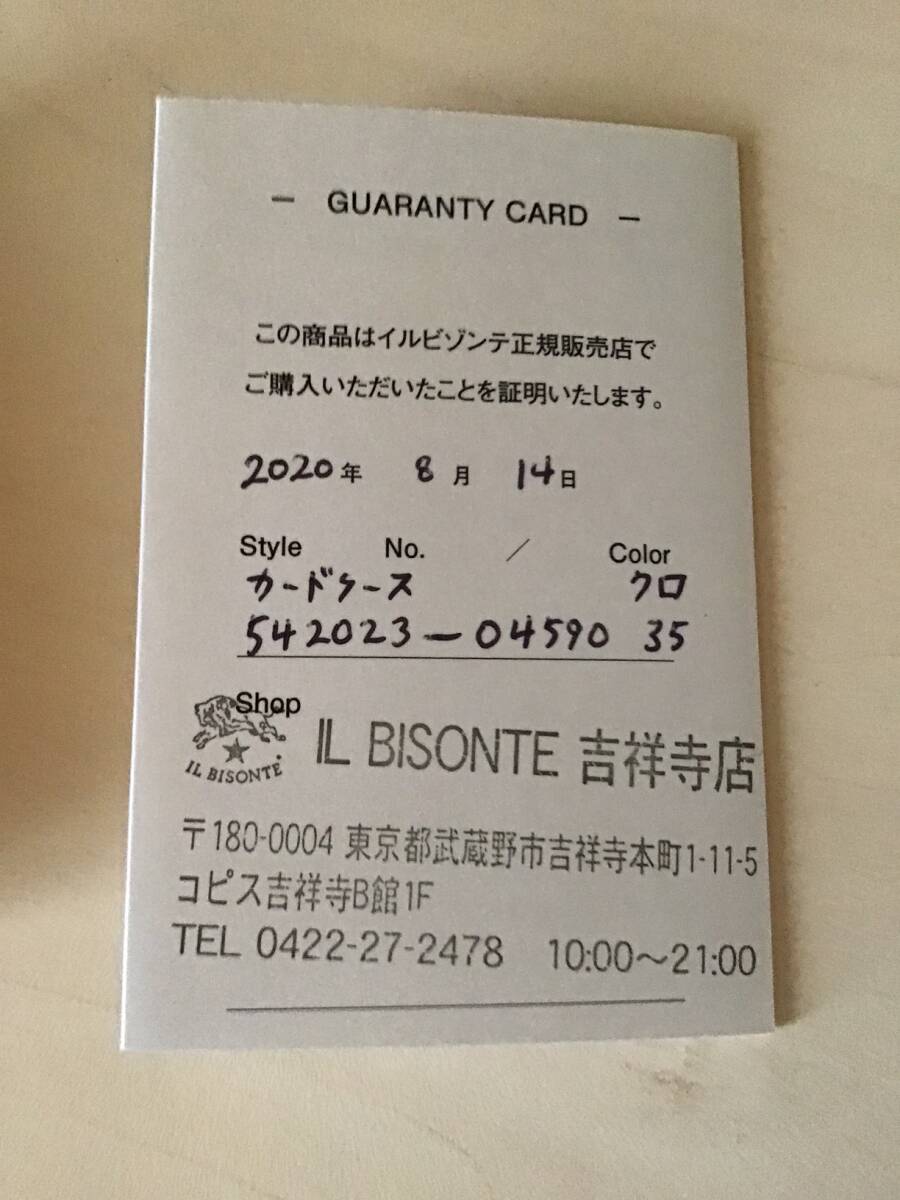 — GUARANTY CARD —
この商品はイルビゾンテ正規販売店で
ご購入いただいたことを証明いたします。
2020年 8月 14日
Style No. / Color
カードケース クロ
542023-04590 35
Shop
IL BISONTE
IL BISONTE 吉祥寺店
〒180-0004 東京都武蔵野市吉祥寺本町1-11-5
コピス吉祥寺B館1F
TEL 0422-27-2478 10:00～21:00